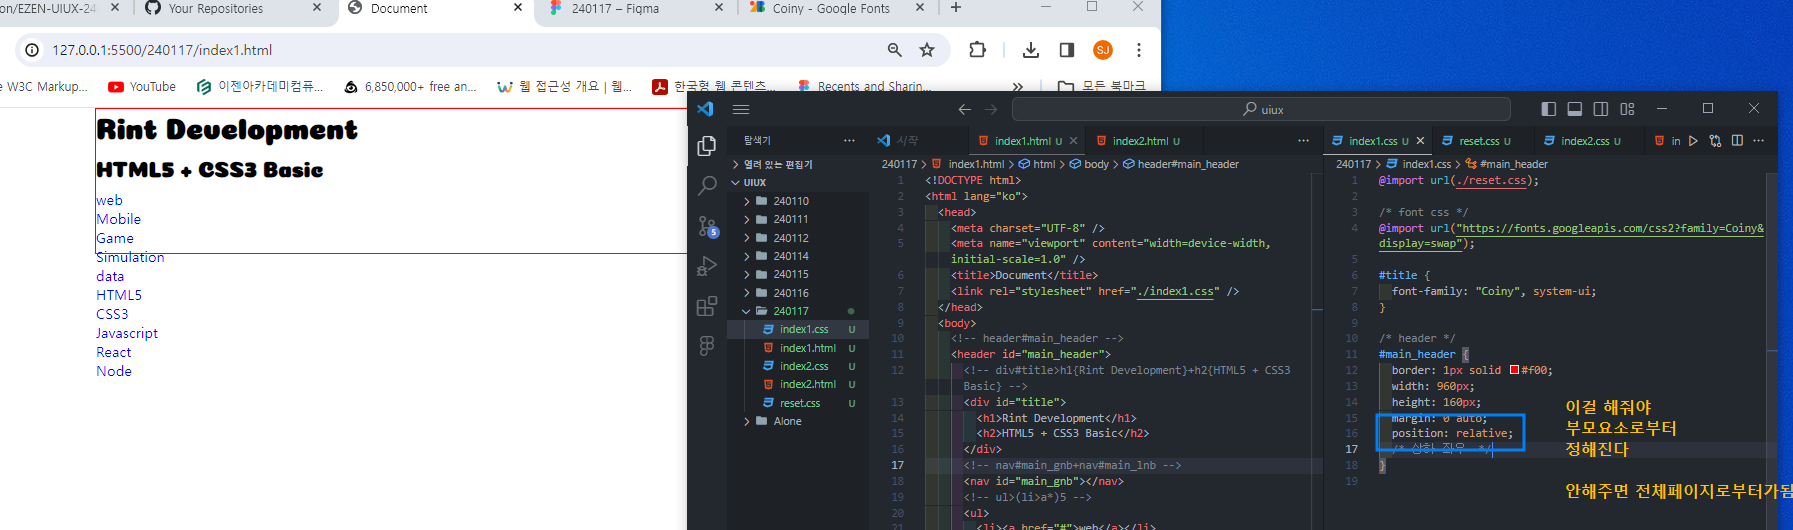 on/EZEN-UIUX-24 × Your Repositories × Document × 240117 – Figma × Coiny - Google Fonts × +
127.0.0.1:5500/240117/index1.html
SJ
e W3C Markup... YouTube 이젠아카데미컴퓨... 6,850,000+ free an... 웹 접근성 개요 | 웹... 한국형 웹 콘텐츠... Recents and Sharin... » 모든 북마크
Rint Development
HTML5 + CSS3 Basic
web
Mobile
Game
Simulation
data
HTML5
CSS3
Javascript
React
Node
uiux
탐색기 ···
시작
index1.html U ×
index2.html U
···
index1.css U ×
reset.css U
index2.css U
in
···
열려 있는 편집기
UIUX
240110
240111
240112
240114
240115
240116
240117
index1.css U
index1.html U
index2.css U
index2.html U
reset.css U
Alone
5
240117 > index1.html > html > body > header#main_header
1 <!DOCTYPE html>
2 <html lang="ko">
3 <head>
4 <meta charset="UTF-8" />
5 <meta name="viewport" content="width=device-width,
initial-scale=1.0" />
6 <title>Document</title>
7 <link rel="stylesheet" href="./index1.css" />
8 </head>
9 <body>
10 <!-- header#main_header -->
11 <header id="main_header">
12 <!-- div#title>h1{Rint Development}+h2{HTML5 + CSS3
Basic} -->
13 <div id="title">
14 <h1>Rint Development</h1>
15 <h2>HTML5 + CSS3 Basic</h2>
16 </div>
17 <!-- nav#main_gnb+nav#main_lnb -->
18 <nav id="main_gnb"></nav>
19 <!-- ul>(li>a*)5 -->
20 <ul>
21 <li><a href="#">web</a></li>
240117 > index1.css > #main_header
1 @import url(./reset.css);
2
3 /* font css */
4 @import url("https://fonts.googleapis.com/css2?family=Coiny&
display=swap");
5
6 #title {
7 font-family: "Coiny", system-ui;
8 }
9
10 /* header */
11 #main_header {
12 border: 1px solid #f00;
13 width: 960px;
14 height: 160px;
15 margin: 0 auto;
16 position: relative;
17 /* 상하 좌우 */
18 }
19
이걸 해줘야
부모요소로부터
정해진다
안해주면 전체페이지로부터가됨